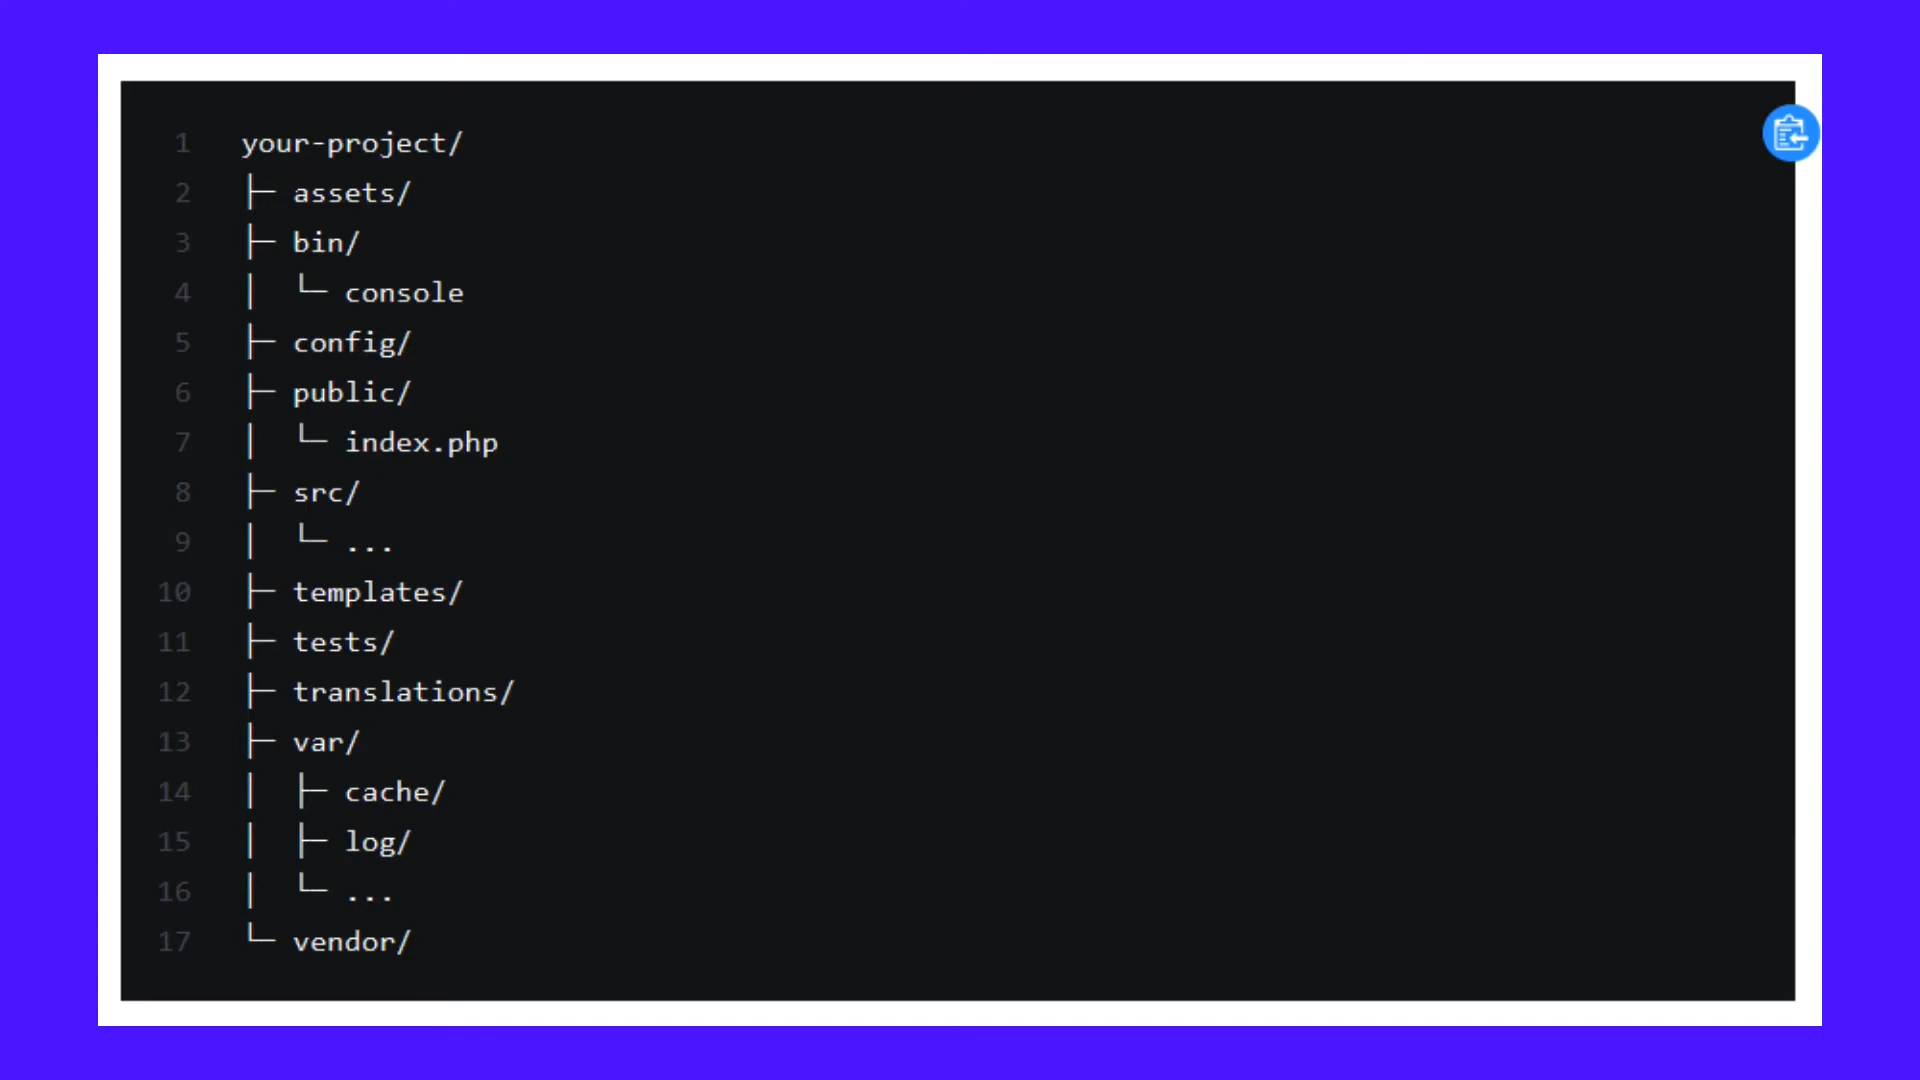 1 your-project/
2 ├─ assets/
3 ├─ bin/
4 │  └─ console
5 ├─ config/
6 ├─ public/
7 │  └─ index.php
8 ├─ src/
9 │  └─ ...
10 ├─ templates/
11 ├─ tests/
12 ├─ translations/
13 ├─ var/
14 │  ├─ cache/
15 │  ├─ log/
16 │  └─ ...
17 └─ vendor/